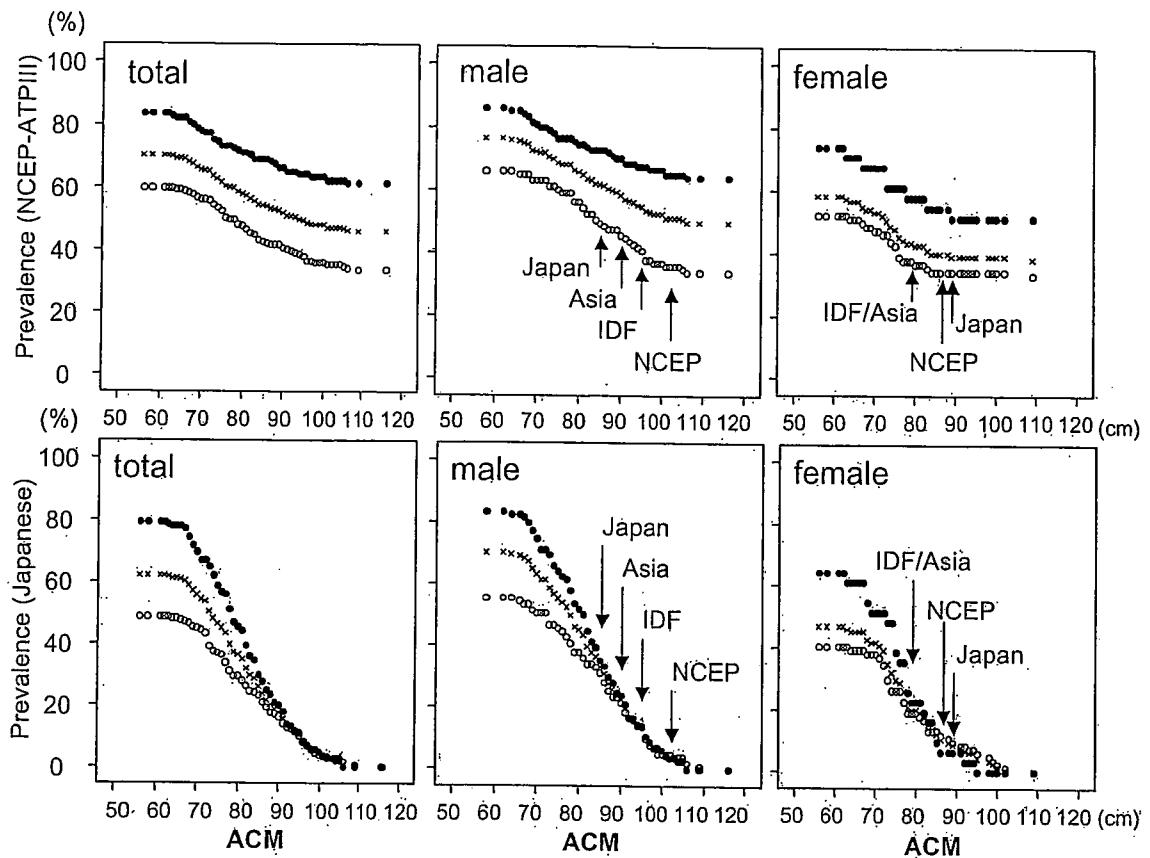 (%)
Prevalence (NCEP-ATPIII)
100
80
60
40
20
0
total
male
female
Japan
Asia
IDF
NCEP
IDF/Asia
Japan
NCEP
50 60 70 80 90 100 110 120
50 60 70 80 90 100 110 120
50 60 70 80 90 100 110 120 (cm)
(%)
Prevalence (Japanese)
100
80
60
40
20
0
total
male
female
Japan
Asia
IDF
NCEP
IDF/Asia
NCEP
Japan
50 60 70 80 90 100 110 120
50 60 70 80 90 100 110 120
50 60 70 80 90 100 110 120 (cm)
ACM
ACM
ACM